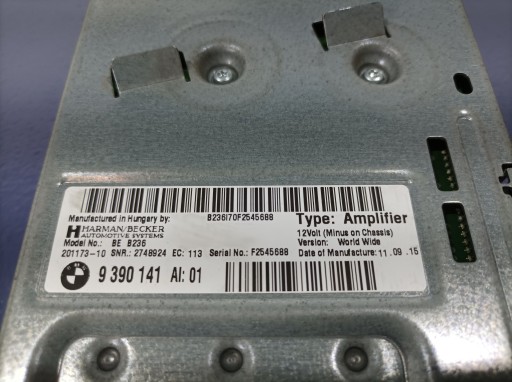 Manufactured in Hungary by: B236I70F2545688 Type: Amplifier
HARMAN/BECKER 12Volt (Minus on Chassis)
AUTOMOTIVE SYSTEMS
Model No.: BE B236 Version: World Wide
201173-10 SNR.: 2748924 EC: 113 Serial No.: F2545688 Date of Manufacture: 11.09.15
9 390 141 AI: 01